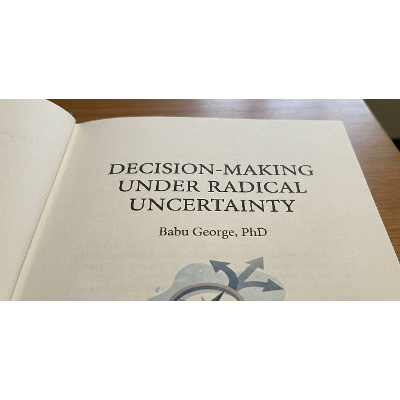 DECISION-MAKING
UNDER RADICAL
UNCERTAINTY
Babu George, PhD